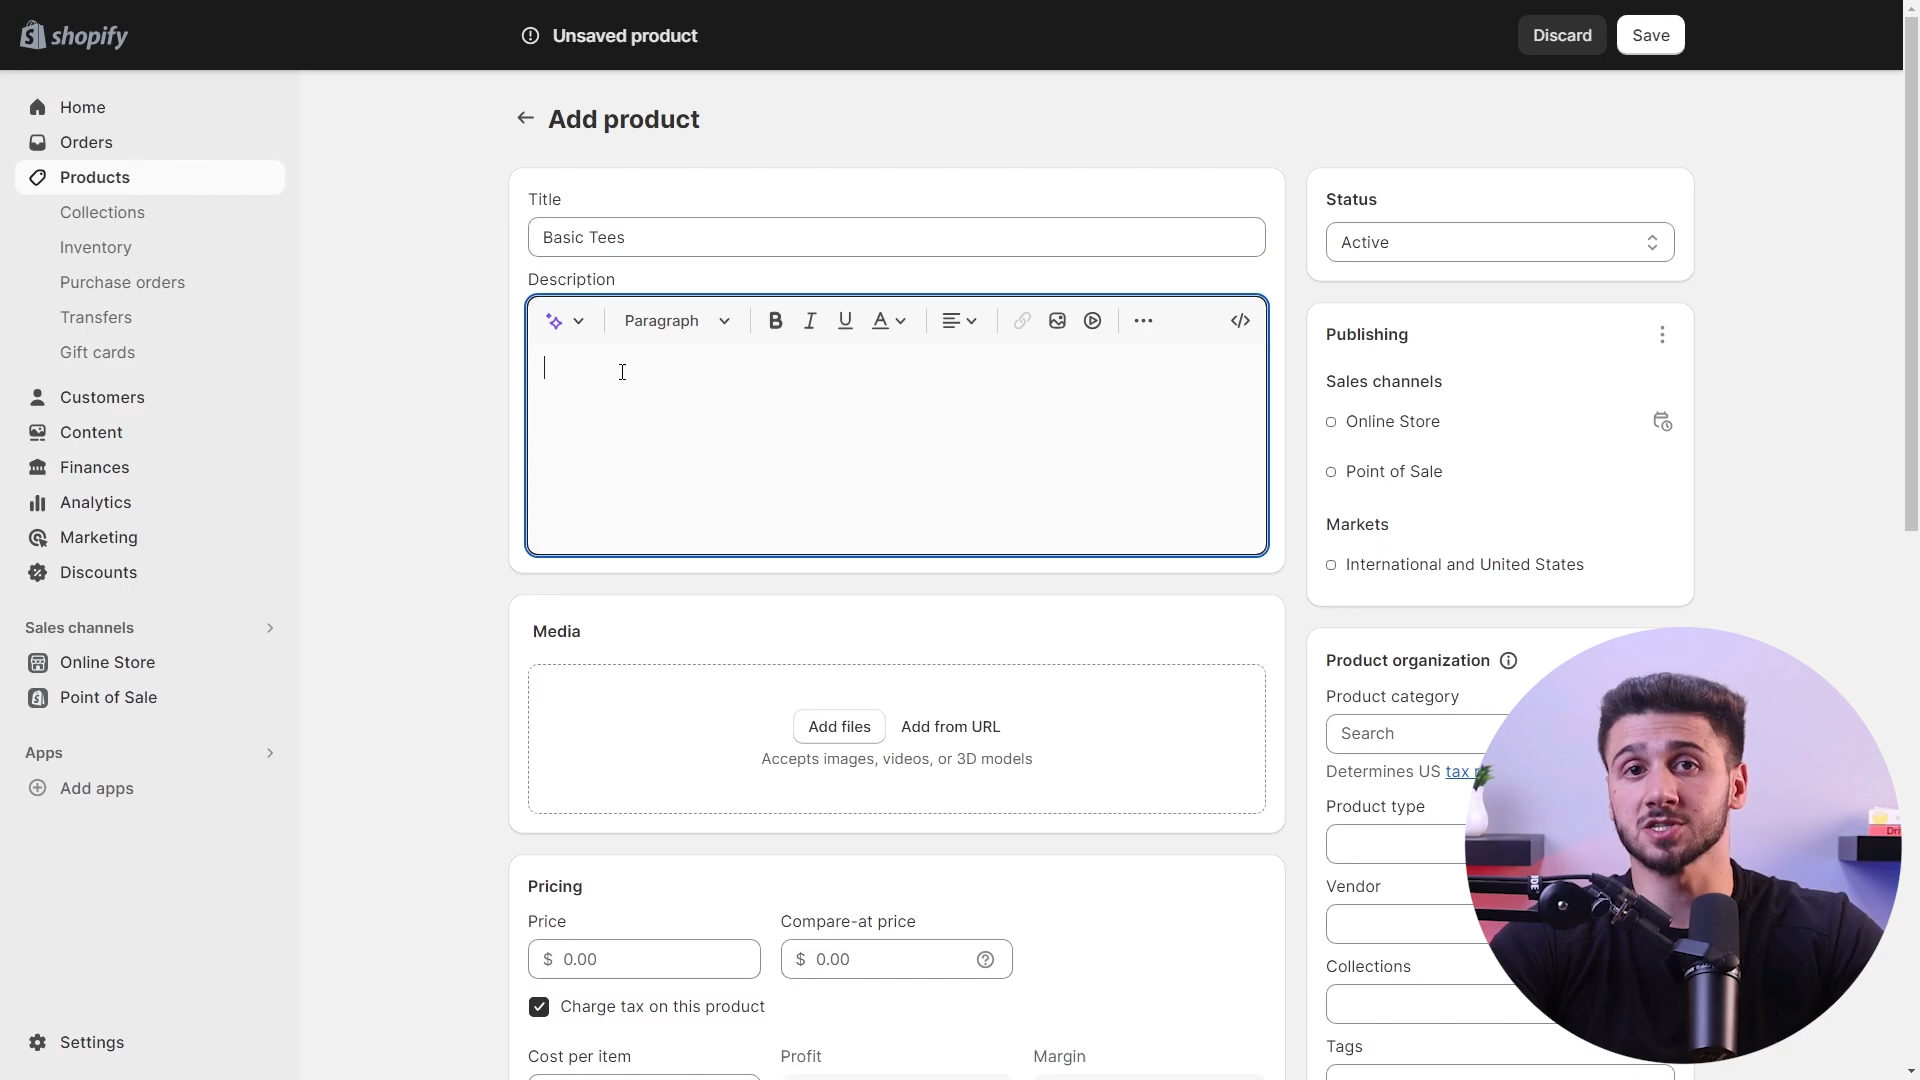 shopify
Unsaved product
Discard
Save
Home
Orders
Products
Collections
Inventory
Purchase orders
Transfers
Gift cards
Customers
Content
Finances
Analytics
Marketing
Discounts
Sales channels
Online Store
Point of Sale
Apps
Add apps
Settings
Add product
Title
Basic Tees
Description
Paragraph
B I U A
Media
Add files Add from URL
Accepts images, videos, or 3D models
Pricing
Price Compare-at price
$ 0.00 $ 0.00
Charge tax on this product
Cost per item Profit Margin
Status
Active
Publishing
Sales channels
Online Store
Point of Sale
Markets
International and United States
Product organization
Product category
Search
Determines US tax
Product type
Vendor
Collections
Tags